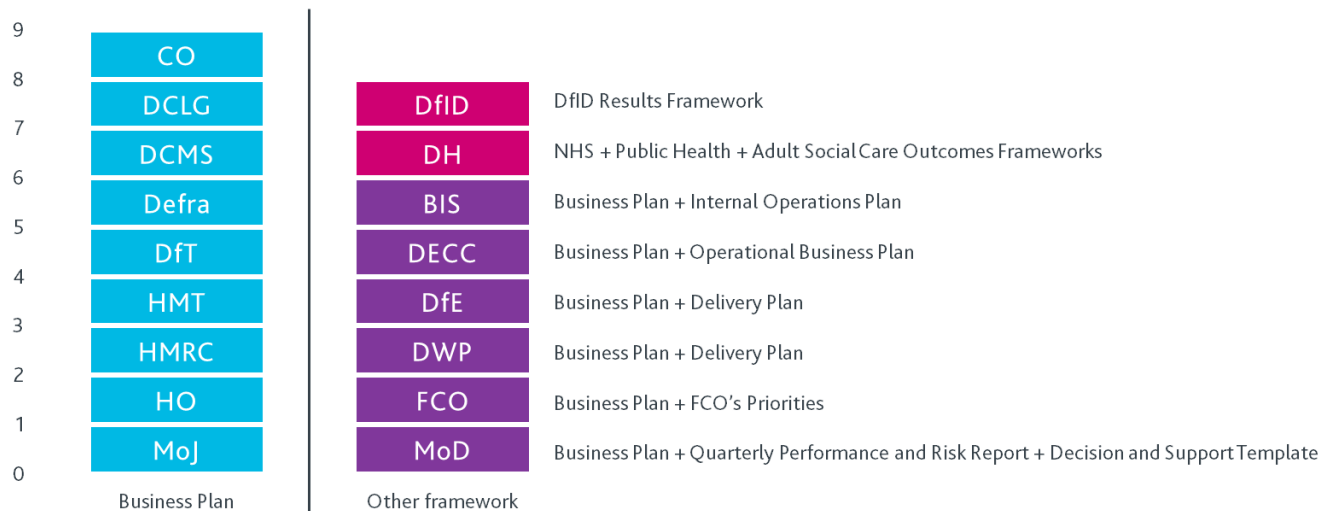 9
CO
8
DCLG
DfID
DfID Results Framework
7
DCMS
DH
NHS + Public Health + Adult Social Care Outcomes Frameworks
6
Defra
BIS
Business Plan + Internal Operations Plan
5
DfT
DECC
Business Plan + Operational Business Plan
4
HMT
DfE
Business Plan + Delivery Plan
3
HMRC
DWP
Business Plan + Delivery Plan
2
HO
FCO
Business Plan + FCO’s Priorities
1
MoJ
MoD
Business Plan + Quarterly Performance and Risk Report + Decision and Support Template
0
Business Plan
Other framework